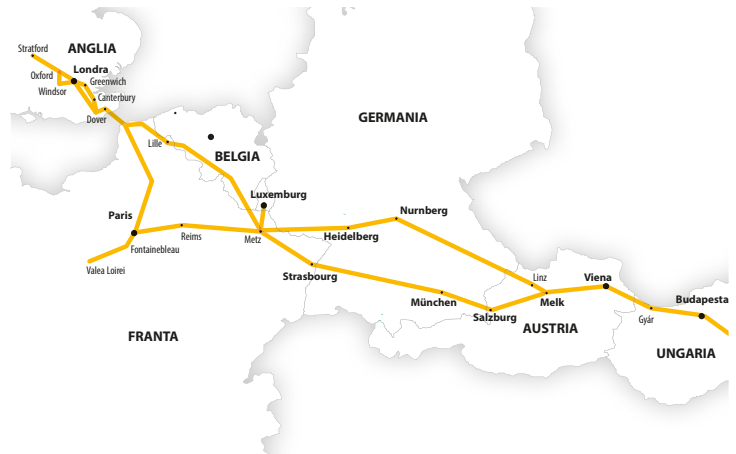 ANGLIA
Stratford
Londra
Oxford
Greenwich
Windsor
Canterbury
Dover
GERMANIA
Lille
BELGIA
Luxemburg
Nurnberg
Paris
Reims
Metz
Heidelberg
Fontainebleau
Valea Loirei
Strasbourg
Linz
Viena
München
Melk
Budapesta
Salzburg
Gyár
AUSTRIA
FRANTA
UNGARIA